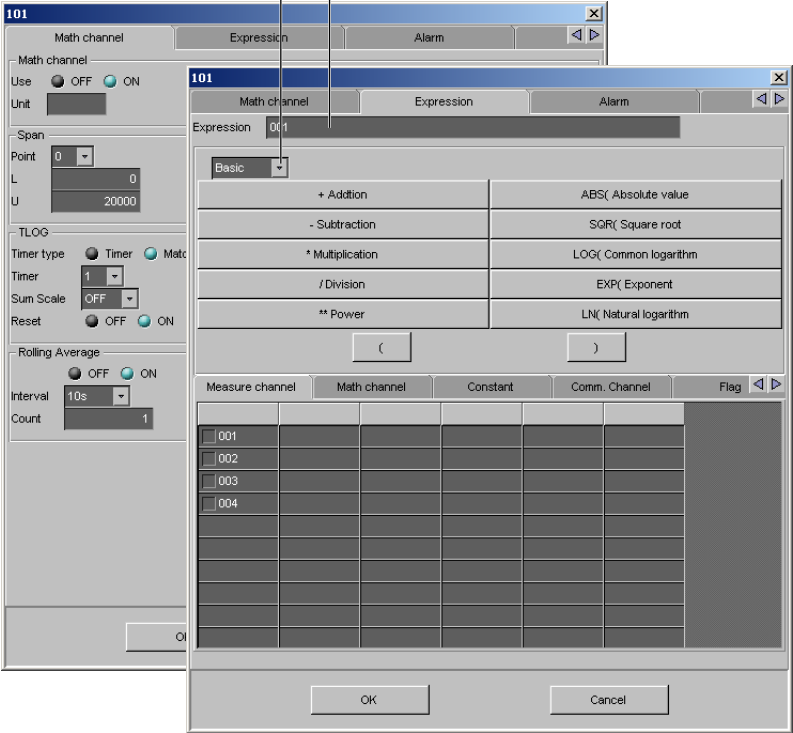 101
Math channel Expression Alarm
Math channel
Use OFF ON
Unit
Span
Point 0
L 0
U 20000
TLOG
Timer type Timer
Timer 1
Sum Scale OFF
Reset OFF ON
Rolling Average
OFF ON
Interval 10s
Count 1
101
Math channel Expression Alarm
Expression 001
Basic
+ Addtion ABS( Absolute value
- Subtraction SQR( Square root
* Multiplication LOG( Common logarithm
/ Division EXP( Exponent
** Power LN( Natural logarithm
( )
Measure channel Math channel Constant Comm. Channel Flag
001
002
003
004
OK Cancel